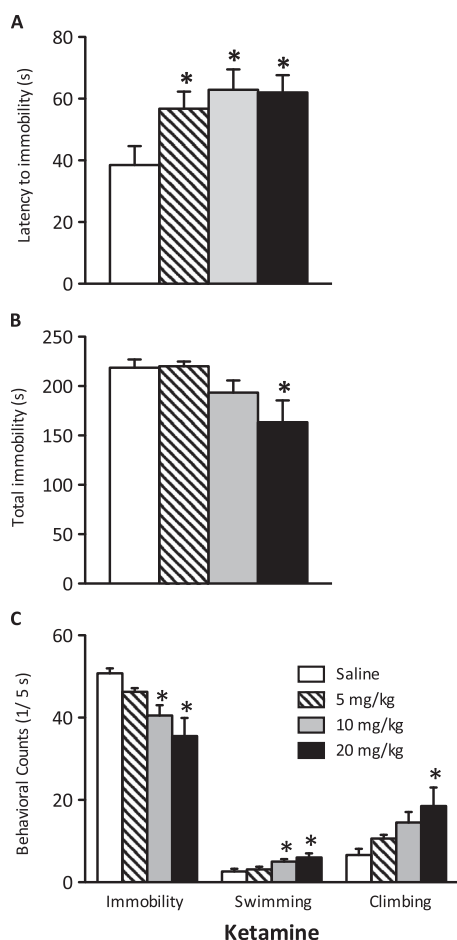 A
Latency to immobility (s)
80
60
40
20
0
* * *
B
Total immobility (s)
250
200
150
100
50
0
*
C
Behavioral Counts (1/ 5 s)
60
40
20
0
Saline
5 mg/kg
10 mg/kg
20 mg/kg
* *
* *
*
Immobility Swimming Climbing
Ketamine